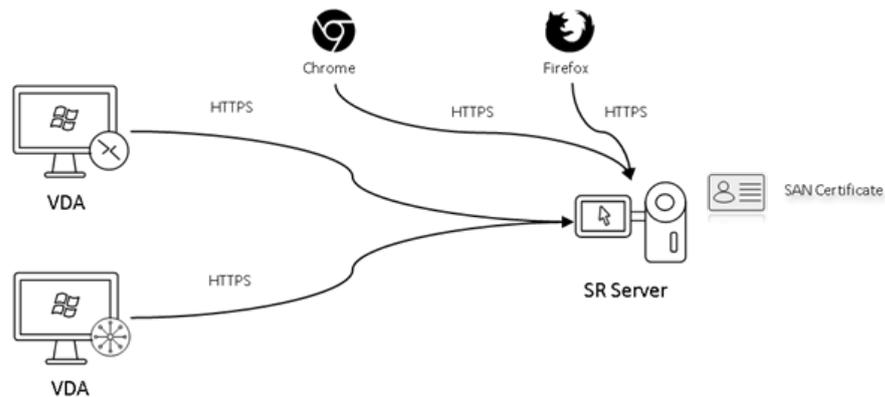 Chrome
Firefox
HTTPS
HTTPS
HTTPS
VDA
SAN Certificate
HTTPS
SR Server
VDA